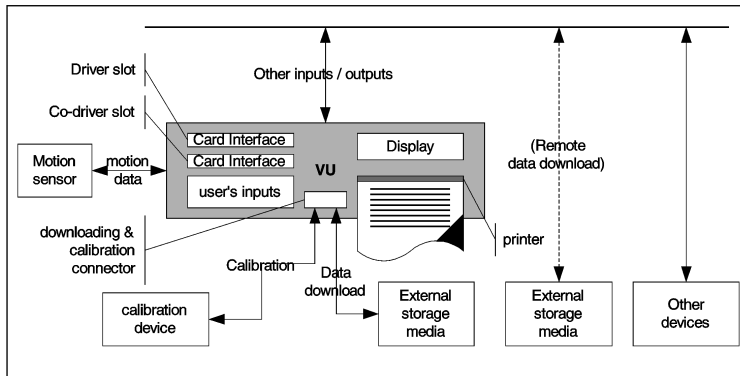 Driver slot
Other inputs / outputs
Co-driver slot
Card Interface
Card Interface
VU
Display
user's inputs
Motion
sensor
motion
data
(Remote
data download)
downloading &
calibration
connector
printer
Calibration
Data
download
calibration
device
External
storage
media
External
storage
media
Other
devices